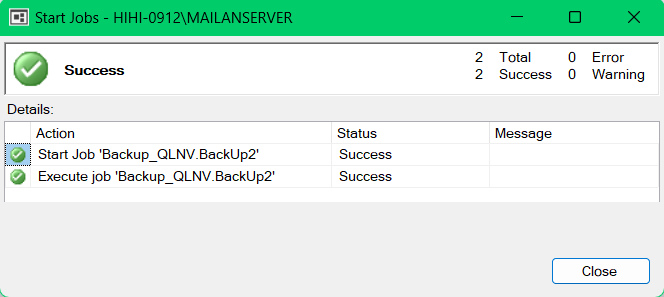 Start Jobs - HIHI-0912\MAILANSERVER
Success
2 Total 0 Error
2 Success 0 Warning
Details:
Action Status Message
Start Job 'Backup_QLNV.BackUp2' Success
Execute job 'Backup_QLNV.BackUp2' Success
Close